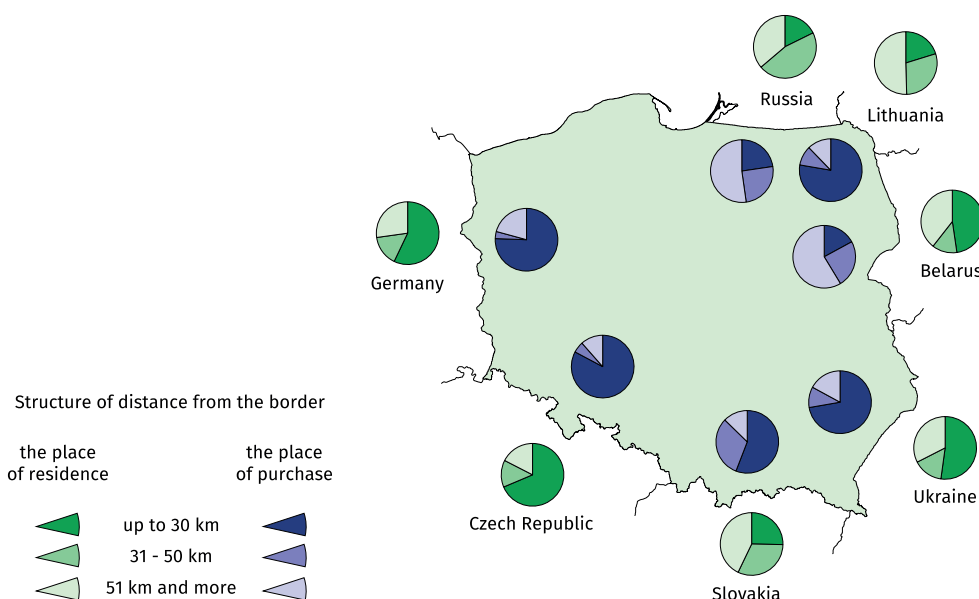 Russia
Lithuania
Germany
Belarus
Structure of distance from the border
the place
of residence
the place
of purchase
up to 30 km
31 - 50 km
51 km and more
Czech Republic
Ukraine
Slovakia